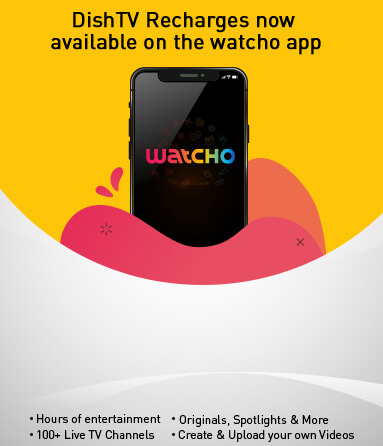 DishTV Recharges now
available on the watcho app
WATCHO
• Hours of entertainment • Originals, Spotlights & More
• 100+ Live TV Channels • Create & Upload your own Videos